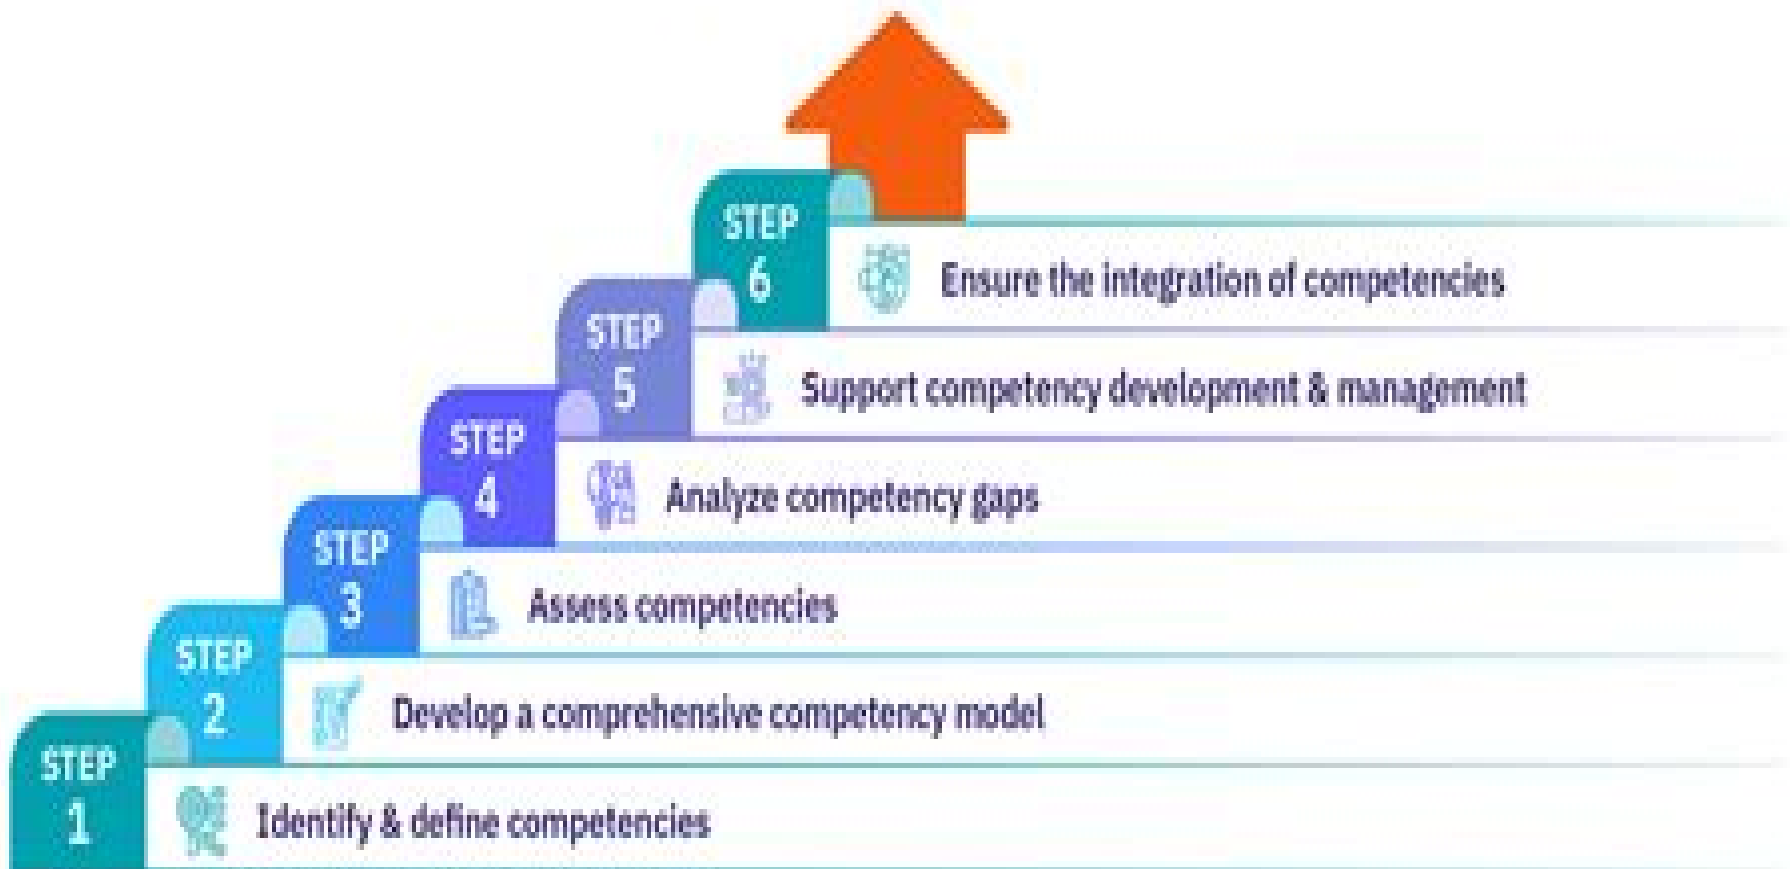 STEP
6
Ensure the integration of competencies
STEP
5
Support competency development & management
STEP
4
Analyze competency gaps
STEP
3
Assess competencies
STEP
2
Develop a comprehensive competency model
STEP
1
Identify & define competencies